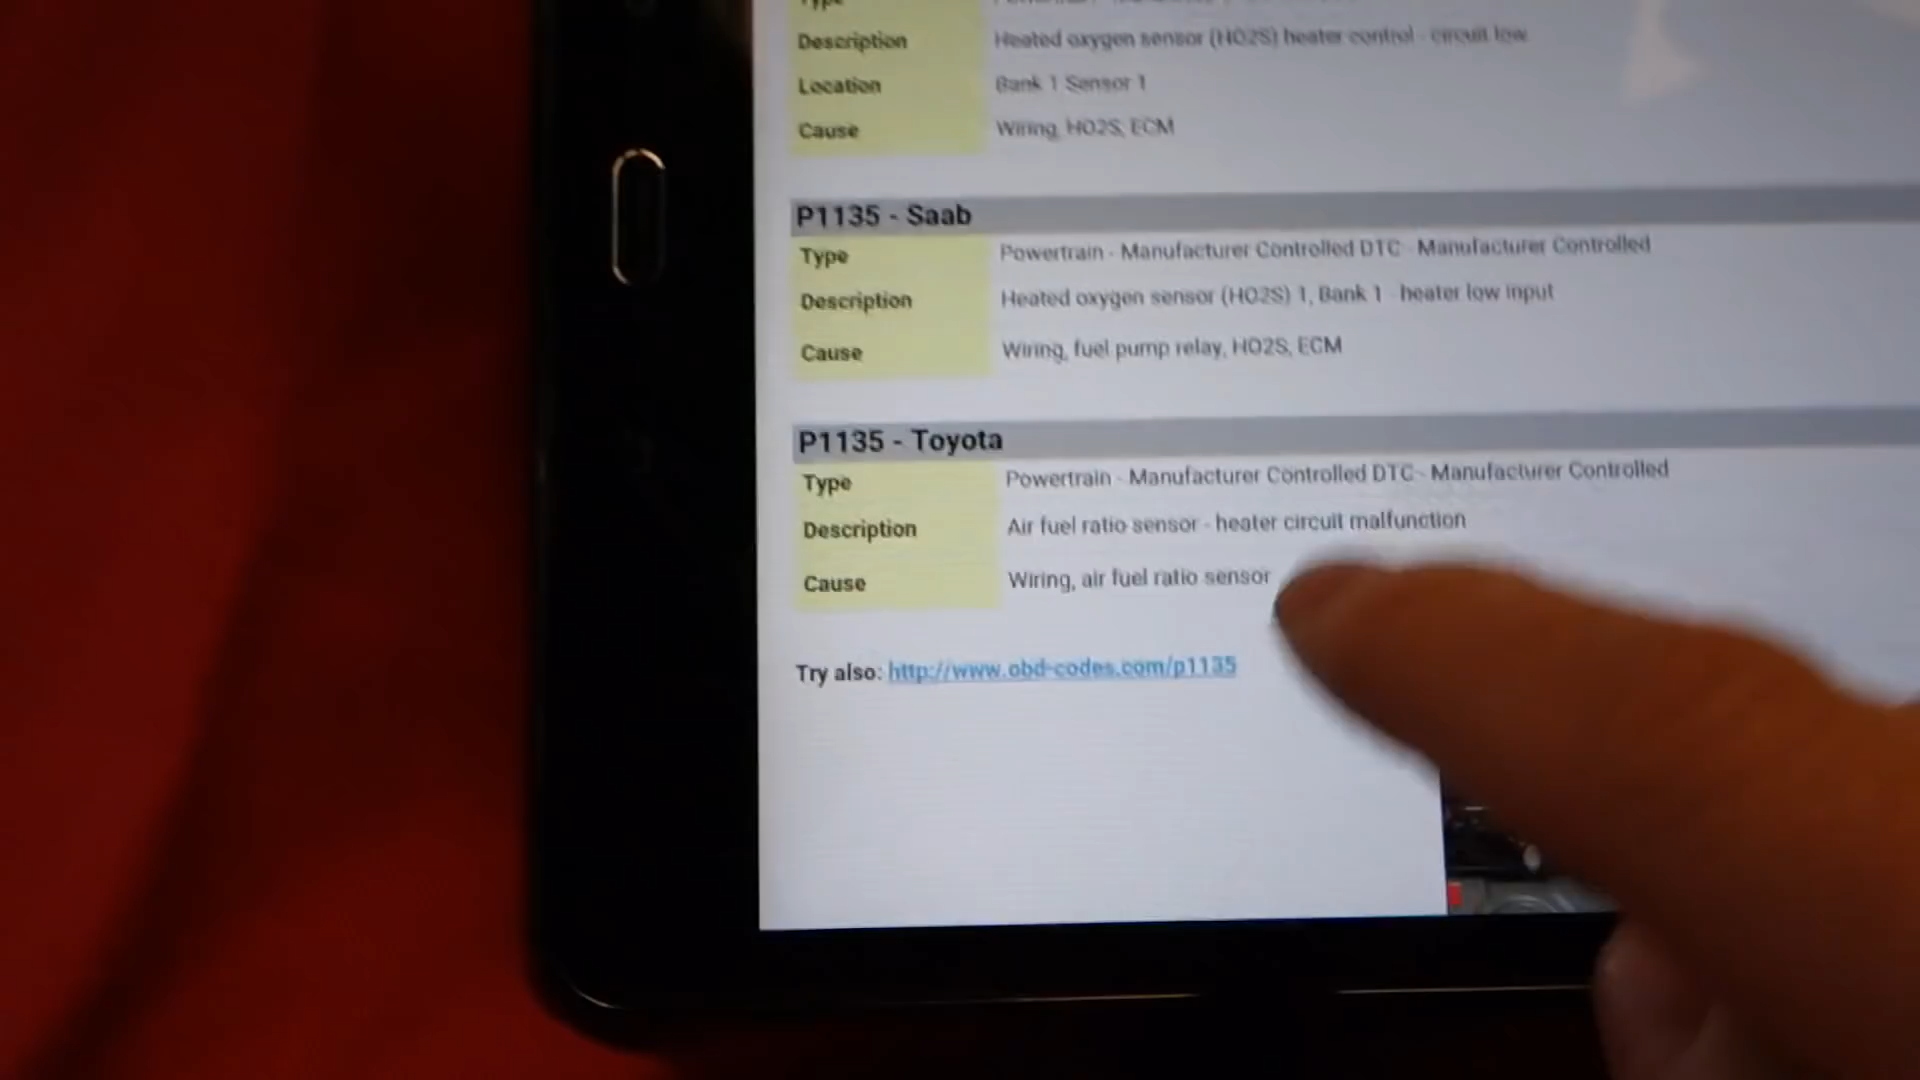 Type
Description Heated oxygen sensor (HO2S) heater control - circuit low
Location Bank 1 Sensor 1
Cause Wiring, HO2S, ECM
P1135 - Saab
Type Powertrain - Manufacturer Controlled DTC - Manufacturer Controlled
Description Heated oxygen sensor (HO2S) 1, Bank 1 - heater low input
Cause Wiring, fuel pump relay, HO2S, ECM
P1135 - Toyota
Type Powertrain - Manufacturer Controlled DTC - Manufacturer Controlled
Description Air fuel ratio sensor - heater circuit malfunction
Cause Wiring, air fuel ratio sensor
Try also: http://www.obd-codes.com/p1135